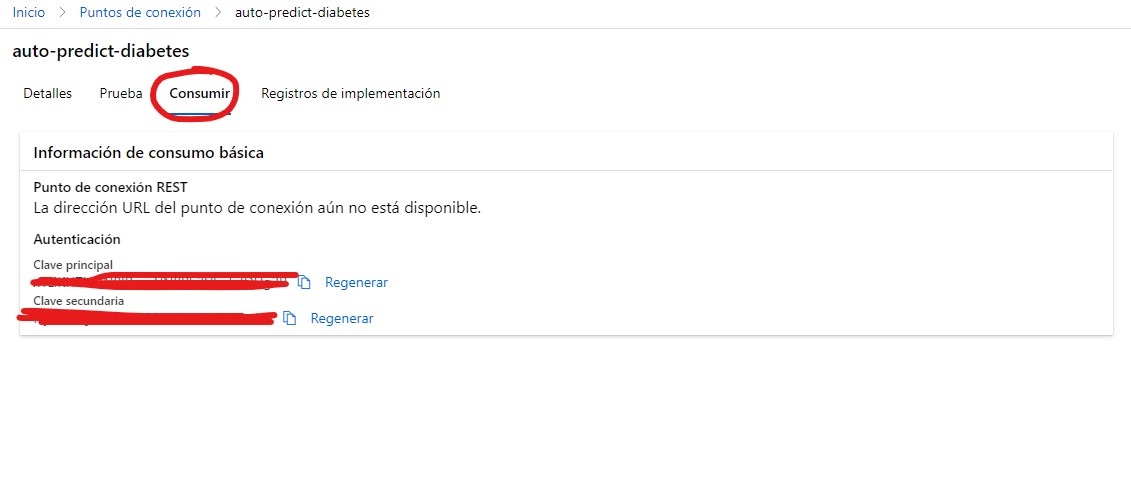 Inicio > Puntos de conexión > auto-predict-diabetes
auto-predict-diabetes
Detalles Prueba Consumir Registros de implementación
Información de consumo básica
Punto de conexión REST
La dirección URL del punto de conexión aún no está disponible.
Autenticación
Clave principal
Regenerar
Clave secundaria
Regenerar